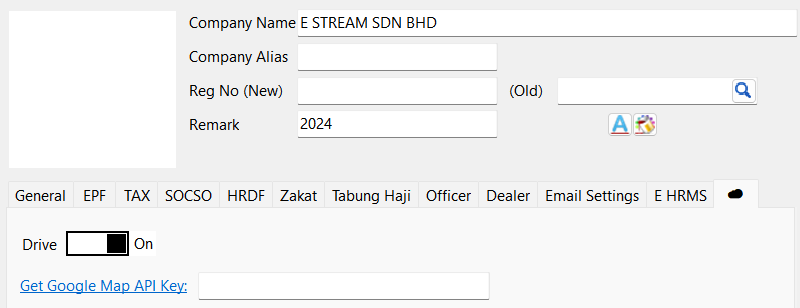 Company Name E STREAM SDN BHD
Company Alias
Reg No (New) (Old)
Remark 2024
General EPF TAX SOCSO HRDF Zakat Tabung Haji Officer Dealer Email Settings E HRMS
Drive On
Get Google Map API Key: